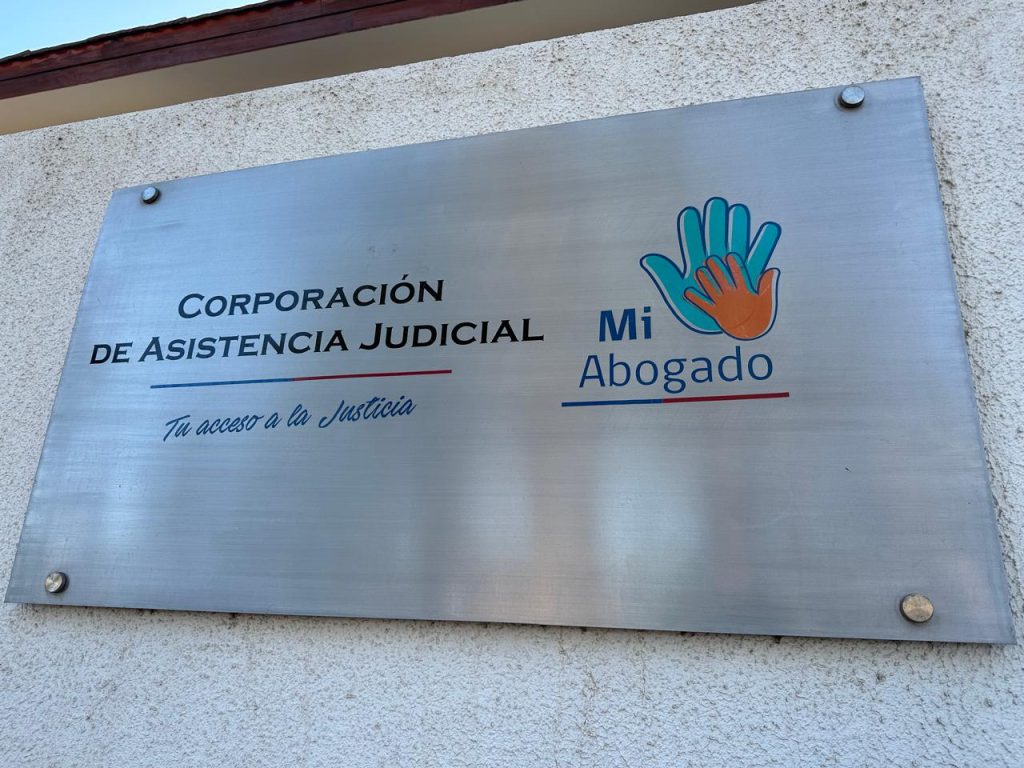 CORPORACIÓN
DE ASISTENCIA JUDICIAL
Tu acceso a la Justicia
Mi
Abogado